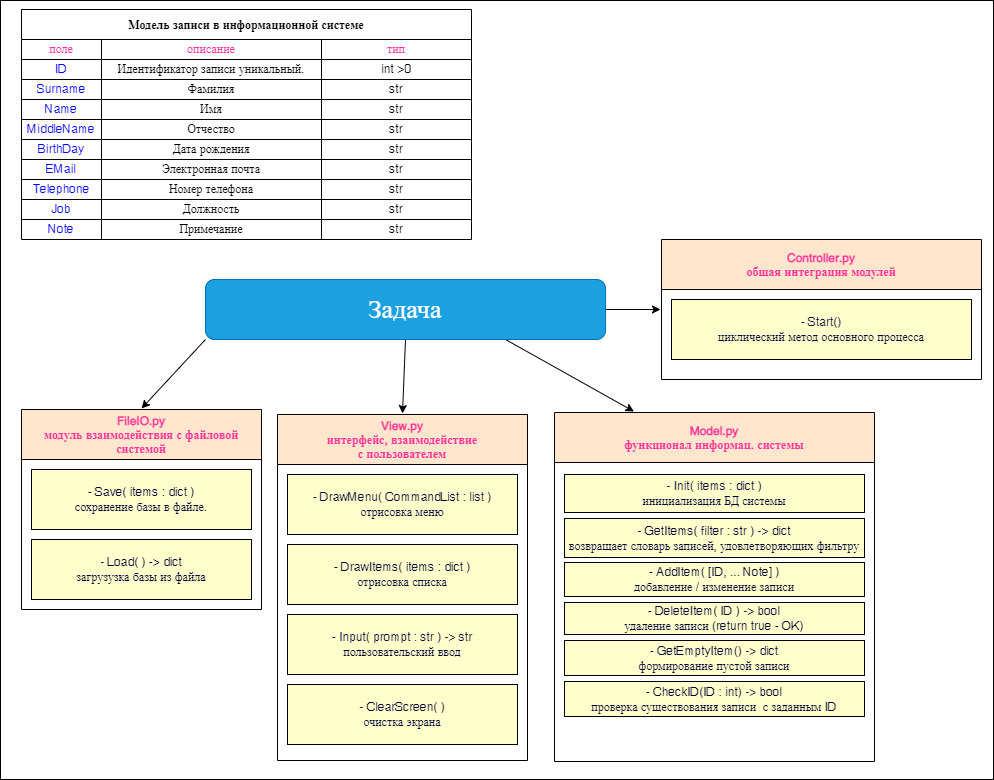 Модель записи в информационной системе
поле описание тип
ID Идентификатор записи уникальный. int >0
Surname Фамилия str
Name Имя str
MiddleName Отчество str
BirthDay Дата рождения str
EMail Электронная почта str
Telephone Номер телефона str
Job Должность str
Note Примечание str
Controller.py
общая интеграция модулей
- Start()
циклический метод основного процесса
Задача
FileIO.py
модуль взаимодействия с файловой
системой
- Save( items : dict )
сохранение базы в файле.
- Load( ) -> dict
загрузузка базы из файла
View.py
интерфейс, взаимодействие
с пользователем
- DrawMenu( CommandList : list )
отрисовка меню
- DrawItems( items : dict )
отрисовка списка
- Input( prompt : str ) -> str
пользовательский ввод
- ClearScreen( )
очистка экрана
Model.py
функционал информац. системы
- Init( items : dict )
инициализация БД системы
- GetItems( filter : str ) -> dict
возвращает словарь записей, удовлетворяющих фильтру
- AddItem( [ID, ... Note] )
добавление / изменение записи
- DeleteItem( ID ) -> bool
удаление записи (return true - OK)
- GetEmptyItem() -> dict
формирование пустой записи
- CheckID(ID : int) -> bool
проверка существования записи с заданным ID